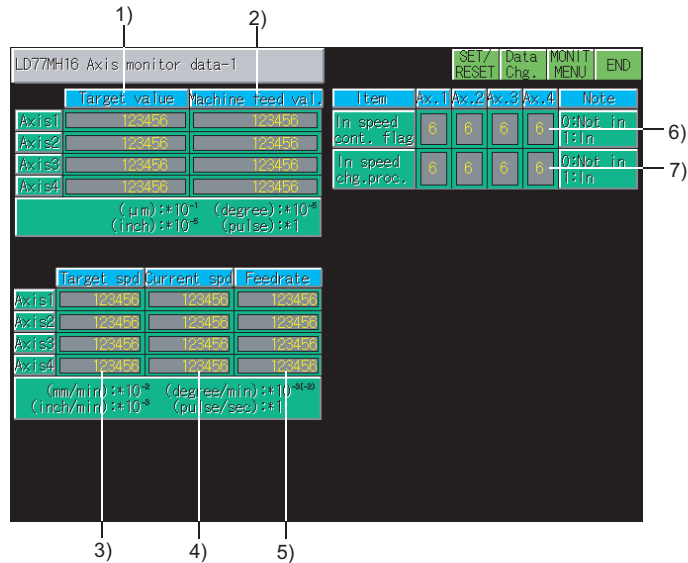 1)
2)
LD77MH16 Axis monitor data-1
SET/ RESET
Data Chg.
MONIT MENU
END
Target value Machine feed val.
Axis1 123456 123456
Axis2 123456 123456
Axis3 123456 123456
Axis4 123456 123456
(μm):*10⁻¹ (degree):*10⁻⁵
(inch):*10⁻⁵ (pulse):*1
Item Ax.1 Ax.2 Ax.3 Ax.4 Note
In speed cont. flag 6 6 6 6 0:Not in 1:In
6)
In speed chg.proc. 6 6 6 6 0:Not in 1:In
7)
Target spd Current spd Feedrate
Axis1 123456 123456 123456
Axis2 123456 123456 123456
Axis3 123456 123456 123456
Axis4 123456 123456 123456
(mm/min):*10⁻² (degree/min):*10⁻³⁽⁻²⁾
(inch/min):*10⁻³ (pulse/sec):*1
3)
4)
5)